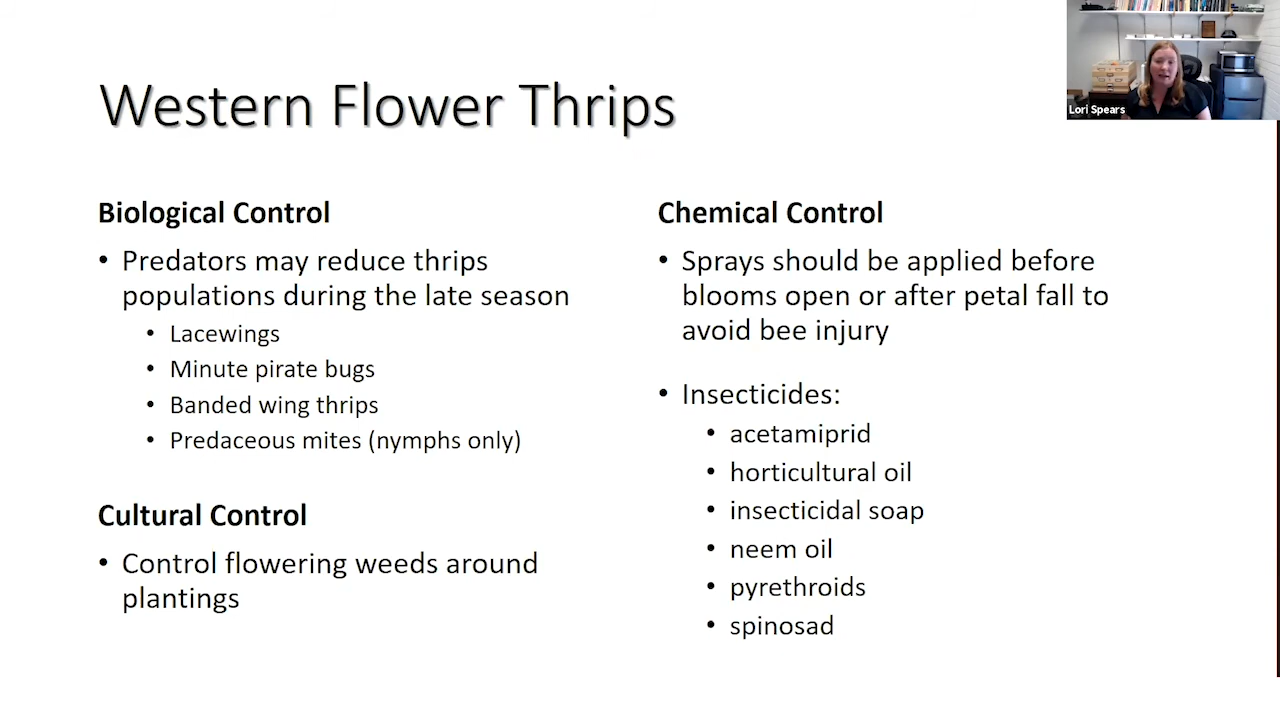 Western Flower Thrips
Lori Spears
Biological Control
• Predators may reduce thrips
populations during the late season
• Lacewings
• Minute pirate bugs
• Banded wing thrips
• Predaceous mites (nymphs only)
Cultural Control
• Control flowering weeds around
plantings
Chemical Control
• Sprays should be applied before
blooms open or after petal fall to
avoid bee injury
• Insecticides:
• acetamiprid
• horticultural oil
• insecticidal soap
• neem oil
• pyrethroids
• spinosad